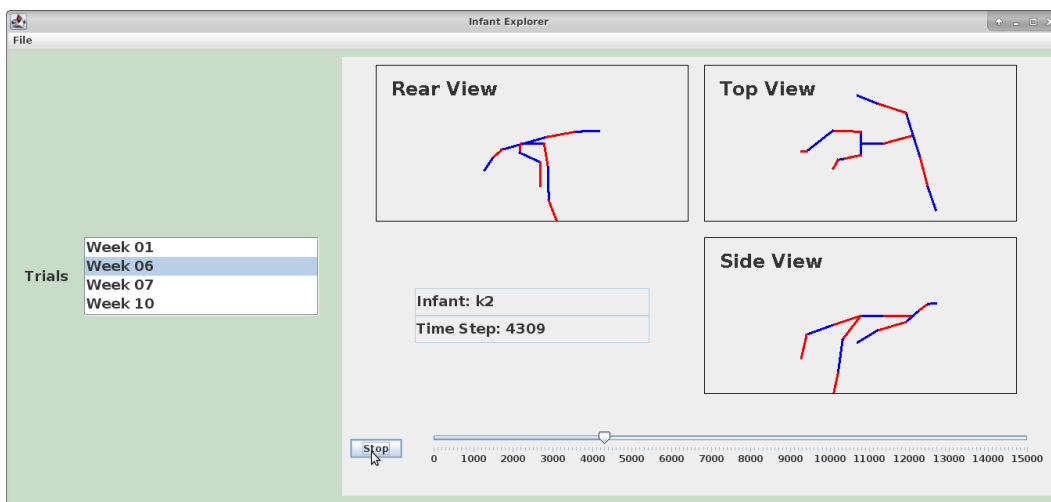 Infant Explorer
File
Rear View
Top View
Trials
Week 01
Week 06
Week 07
Week 10
Side View
Infant: k2
Time Step: 4309
Stop
0 1000 2000 3000 4000 5000 6000 7000 8000 9000 10000 11000 12000 13000 14000 15000